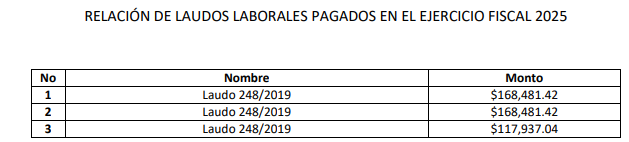 RELACIÓN DE LAUDOS LABORALES PAGADOS EN EL EJERCICIO FISCAL 2025
No Nombre Monto
1 Laudo 248/2019 $168,481.42
2 Laudo 248/2019 $168,481.42
3 Laudo 248/2019 $117,937.04